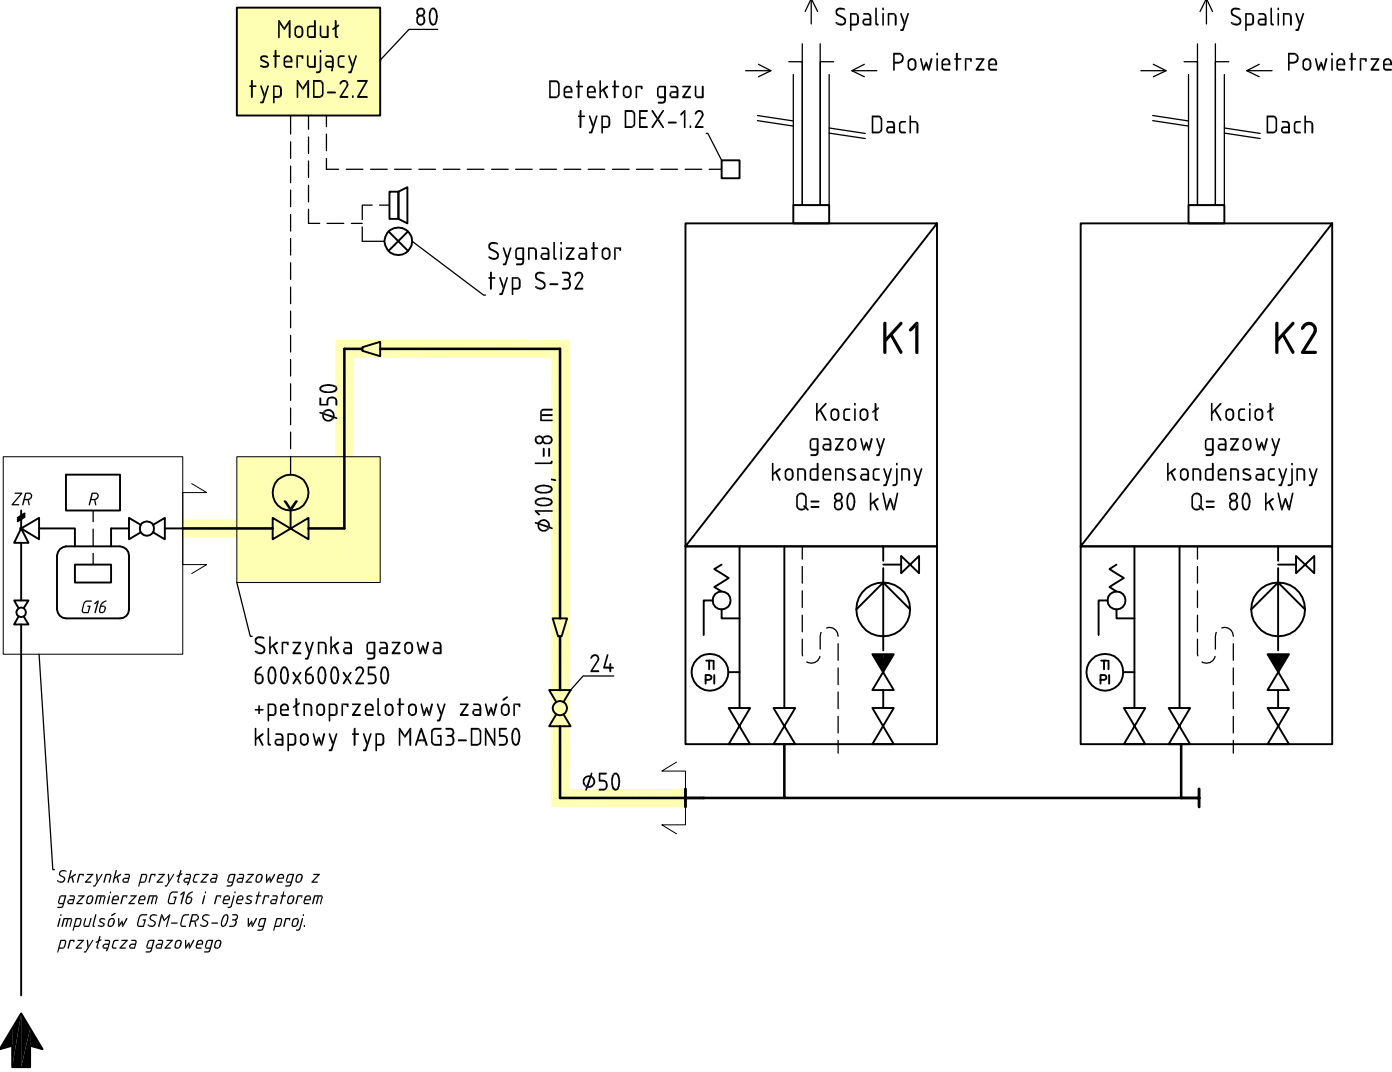 Moduł
sterujący
typ MD-2.Z
80
Detektor gazu
typ DEX-1.2
Sygnalizator
typ S-32
Spaliny
Powietrze
Dach
Spaliny
Powietrze
Dach
K1
Kocioł
gazowy
kondensacyjny
Q= 80 kW
K2
Kocioł
gazowy
kondensacyjny
Q= 80 kW
ϕ50
ϕ100, l=8 m
ZR
R
G16
Skrzynka gazowa
600x600x250
+pełnoprzelotowy zawór
klapowy typ MAG3-DN50
24
ϕ50
FI
PI
FI
PI
Skrzynka przyłącza gazowego z
gazomierzem G16 i rejestratorem
impulsów GSM-CRS-03 wg proj.
przyłącza gazowego